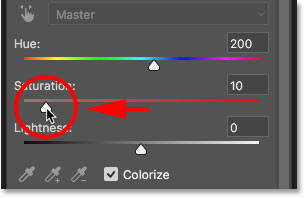 Master
Hue:
200
Saturation:
10
Lightness:
0
Colorize